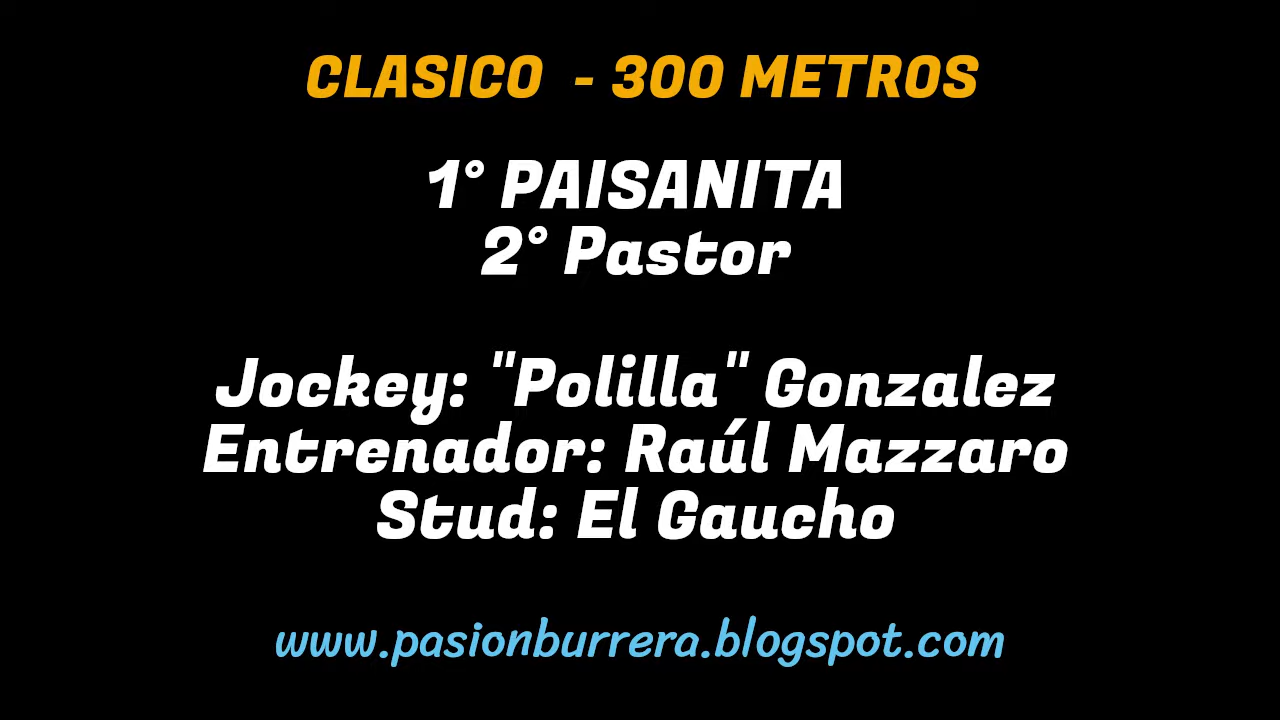 CLASICO - 300 METROS
1° PAISANITA
2° Pastor
Jockey: "Polilla" Gonzalez
Entrenador: Raúl Mazzaro
Stud: El Gaucho
www.pasionburrera.blogspot.com